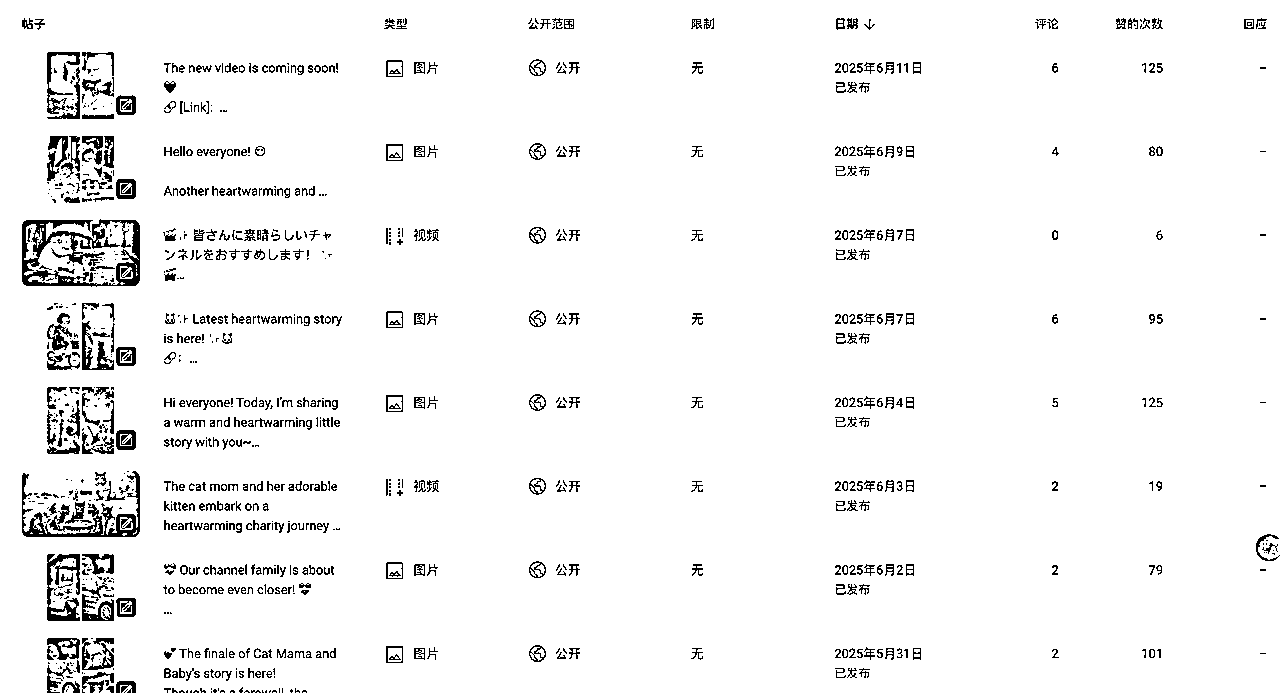 帖子 类型 公开范围 限制 日期 ↓ 评论 赞的次数 回应
The new video is coming soon! 图片 公开 无 2025年6月11日 6 125 –
🖤 已发布
🔗 [Link]: ...
Hello everyone! 😊 图片 公开 无 2025年6月9日 4 80 –
已发布
Another heartwarming and ...
🎬✨ 皆さんに素晴らしいチャ 视频 公开 无 2025年6月7日 0 6 –
ンネルをおすすめします! ✨ 已发布
🎬...
🐱✨ Latest heartwarming story 图片 公开 无 2025年6月7日 6 95 –
is here! ✨🐱 已发布
🔗: ...
Hi everyone! Today, I'm sharing 图片 公开 无 2025年6月4日 5 125 –
a warm and heartwarming little 已发布
story with you~...
The cat mom and her adorable 视频 公开 无 2025年6月3日 2 19 –
kitten embark on a 已发布
heartwarming charity journey ...
Our channel family is about 图片 公开 无 2025年6月2日 2 79 –
to become even closer! 已发布
...
💕 The finale of Cat Mama and 图片 公开 无 2025年5月31日 2 101 –
Baby's story is here! 已发布
Though it's a farewell, the